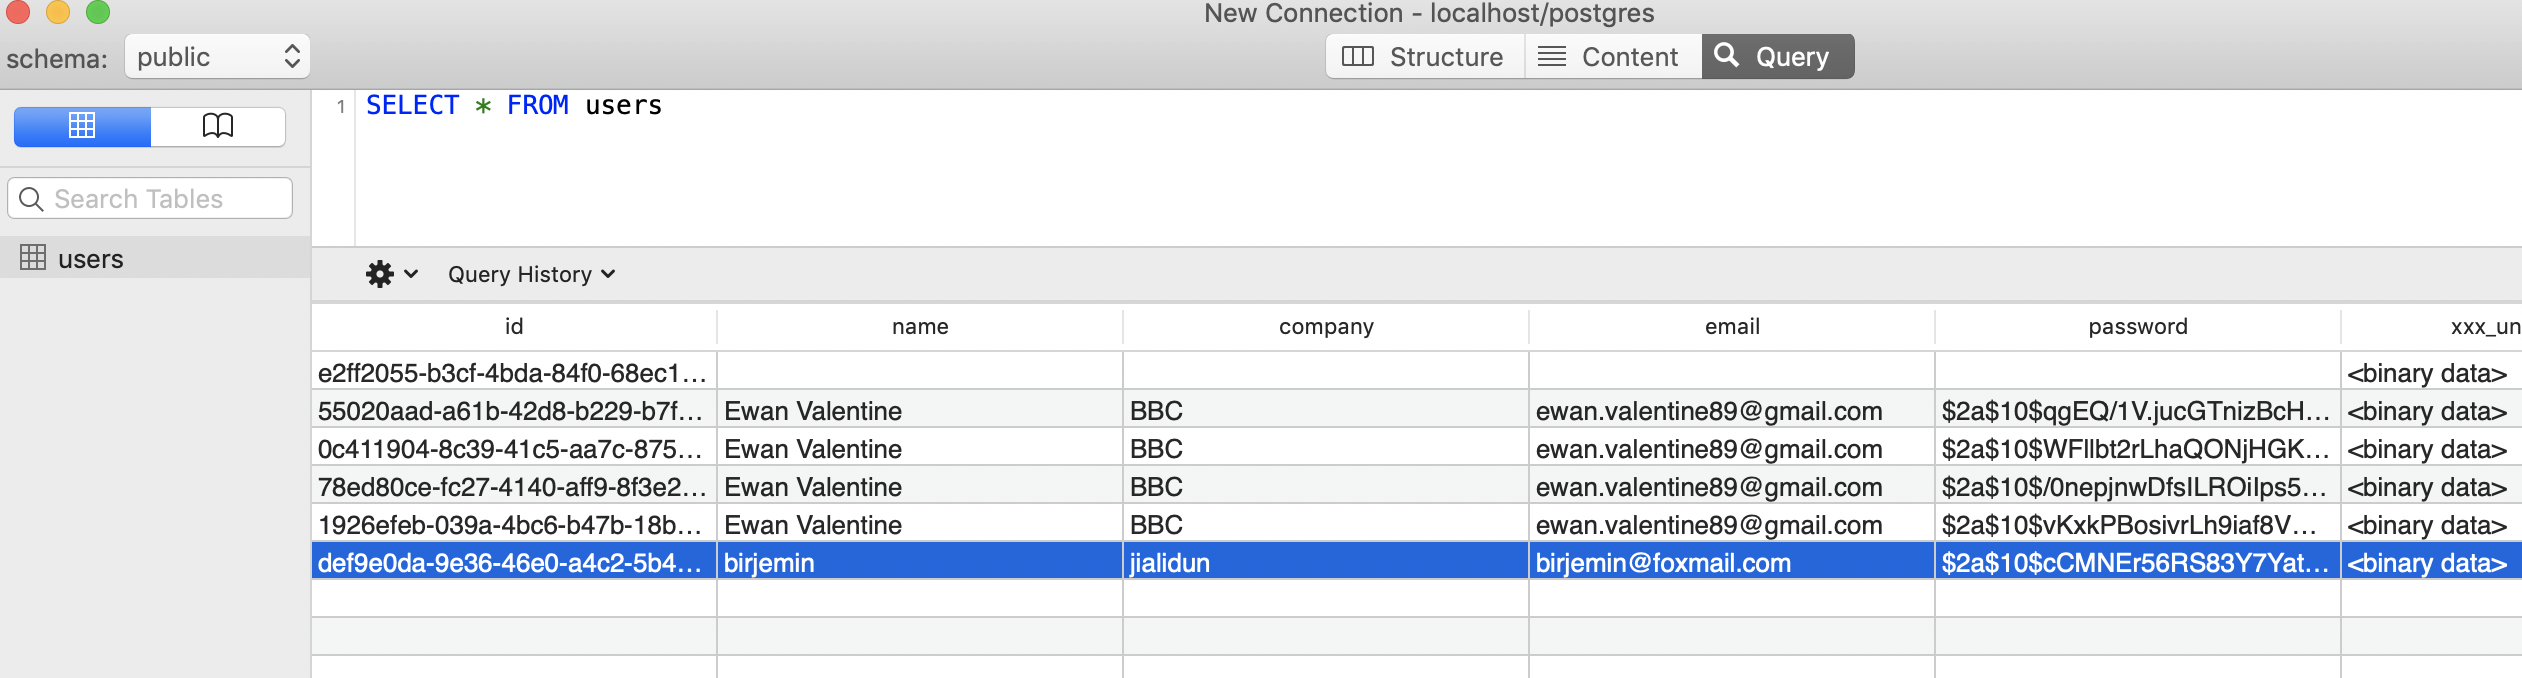 New Connection - localhost/postgres
schema: public Structure Content Query
1 SELECT * FROM users
Search Tables
users
Query History
id name company email password xxx_un
e2ff2055-b3cf-4bda-84f0-68ec1... <binary data>
55020aad-a61b-42d8-b229-b7f... Ewan Valentine BBC ewan.valentine89@gmail.com $2a$10$qgEQ/1V.jucGTnizBcH... <binary data>
0c411904-8c39-41c5-aa7c-875... Ewan Valentine BBC ewan.valentine89@gmail.com $2a$10$WFllbt2rLhaQONjHGK... <binary data>
78ed80ce-fc27-4140-aff9-8f3e2... Ewan Valentine BBC ewan.valentine89@gmail.com $2a$10$/0nepjnwDfsILROiIps5... <binary data>
1926efeb-039a-4bc6-b47b-18b... Ewan Valentine BBC ewan.valentine89@gmail.com $2a$10$vKxkPBosivrLh9iaf8V... <binary data>
def9e0da-9e36-46e0-a4c2-5b4... birjemin jialidun birjemin@foxmail.com $2a$10$cCMNEr56RS83Y7Yat... <binary data>